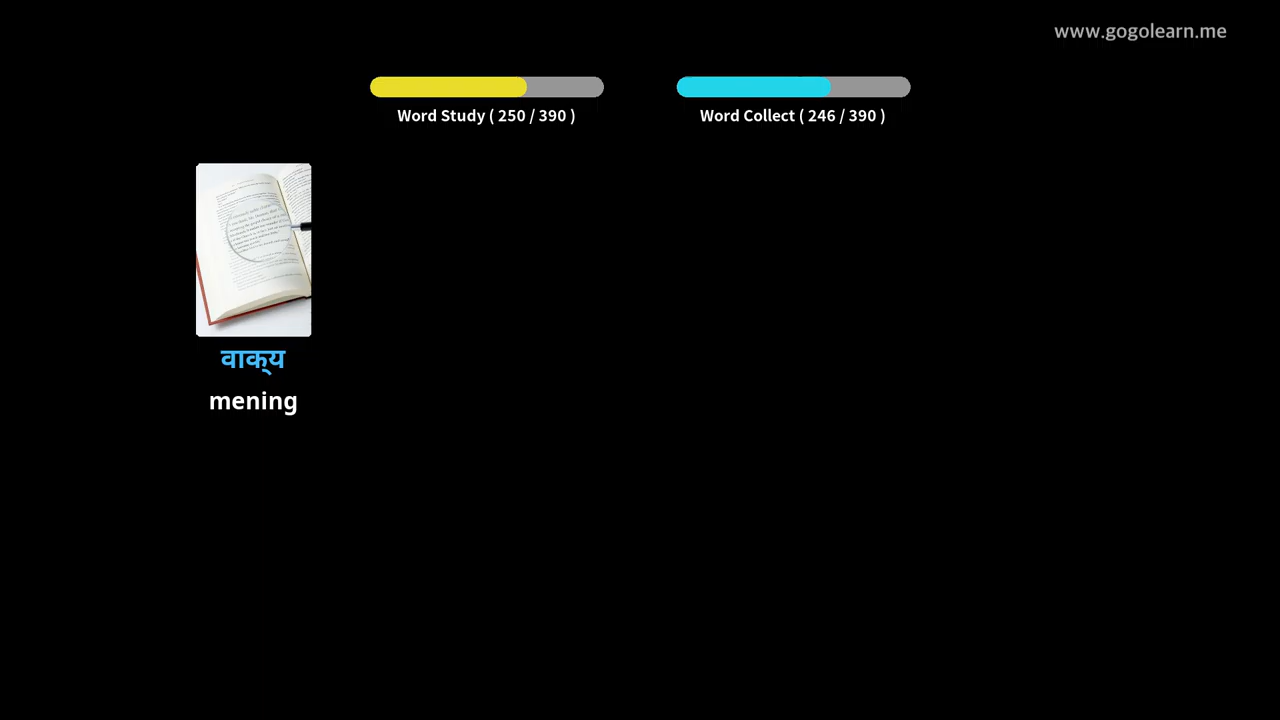 www.gogolearn.me
Word Study ( 250 / 390 )
Word Collect ( 246 / 390 )
वाक्य
mening